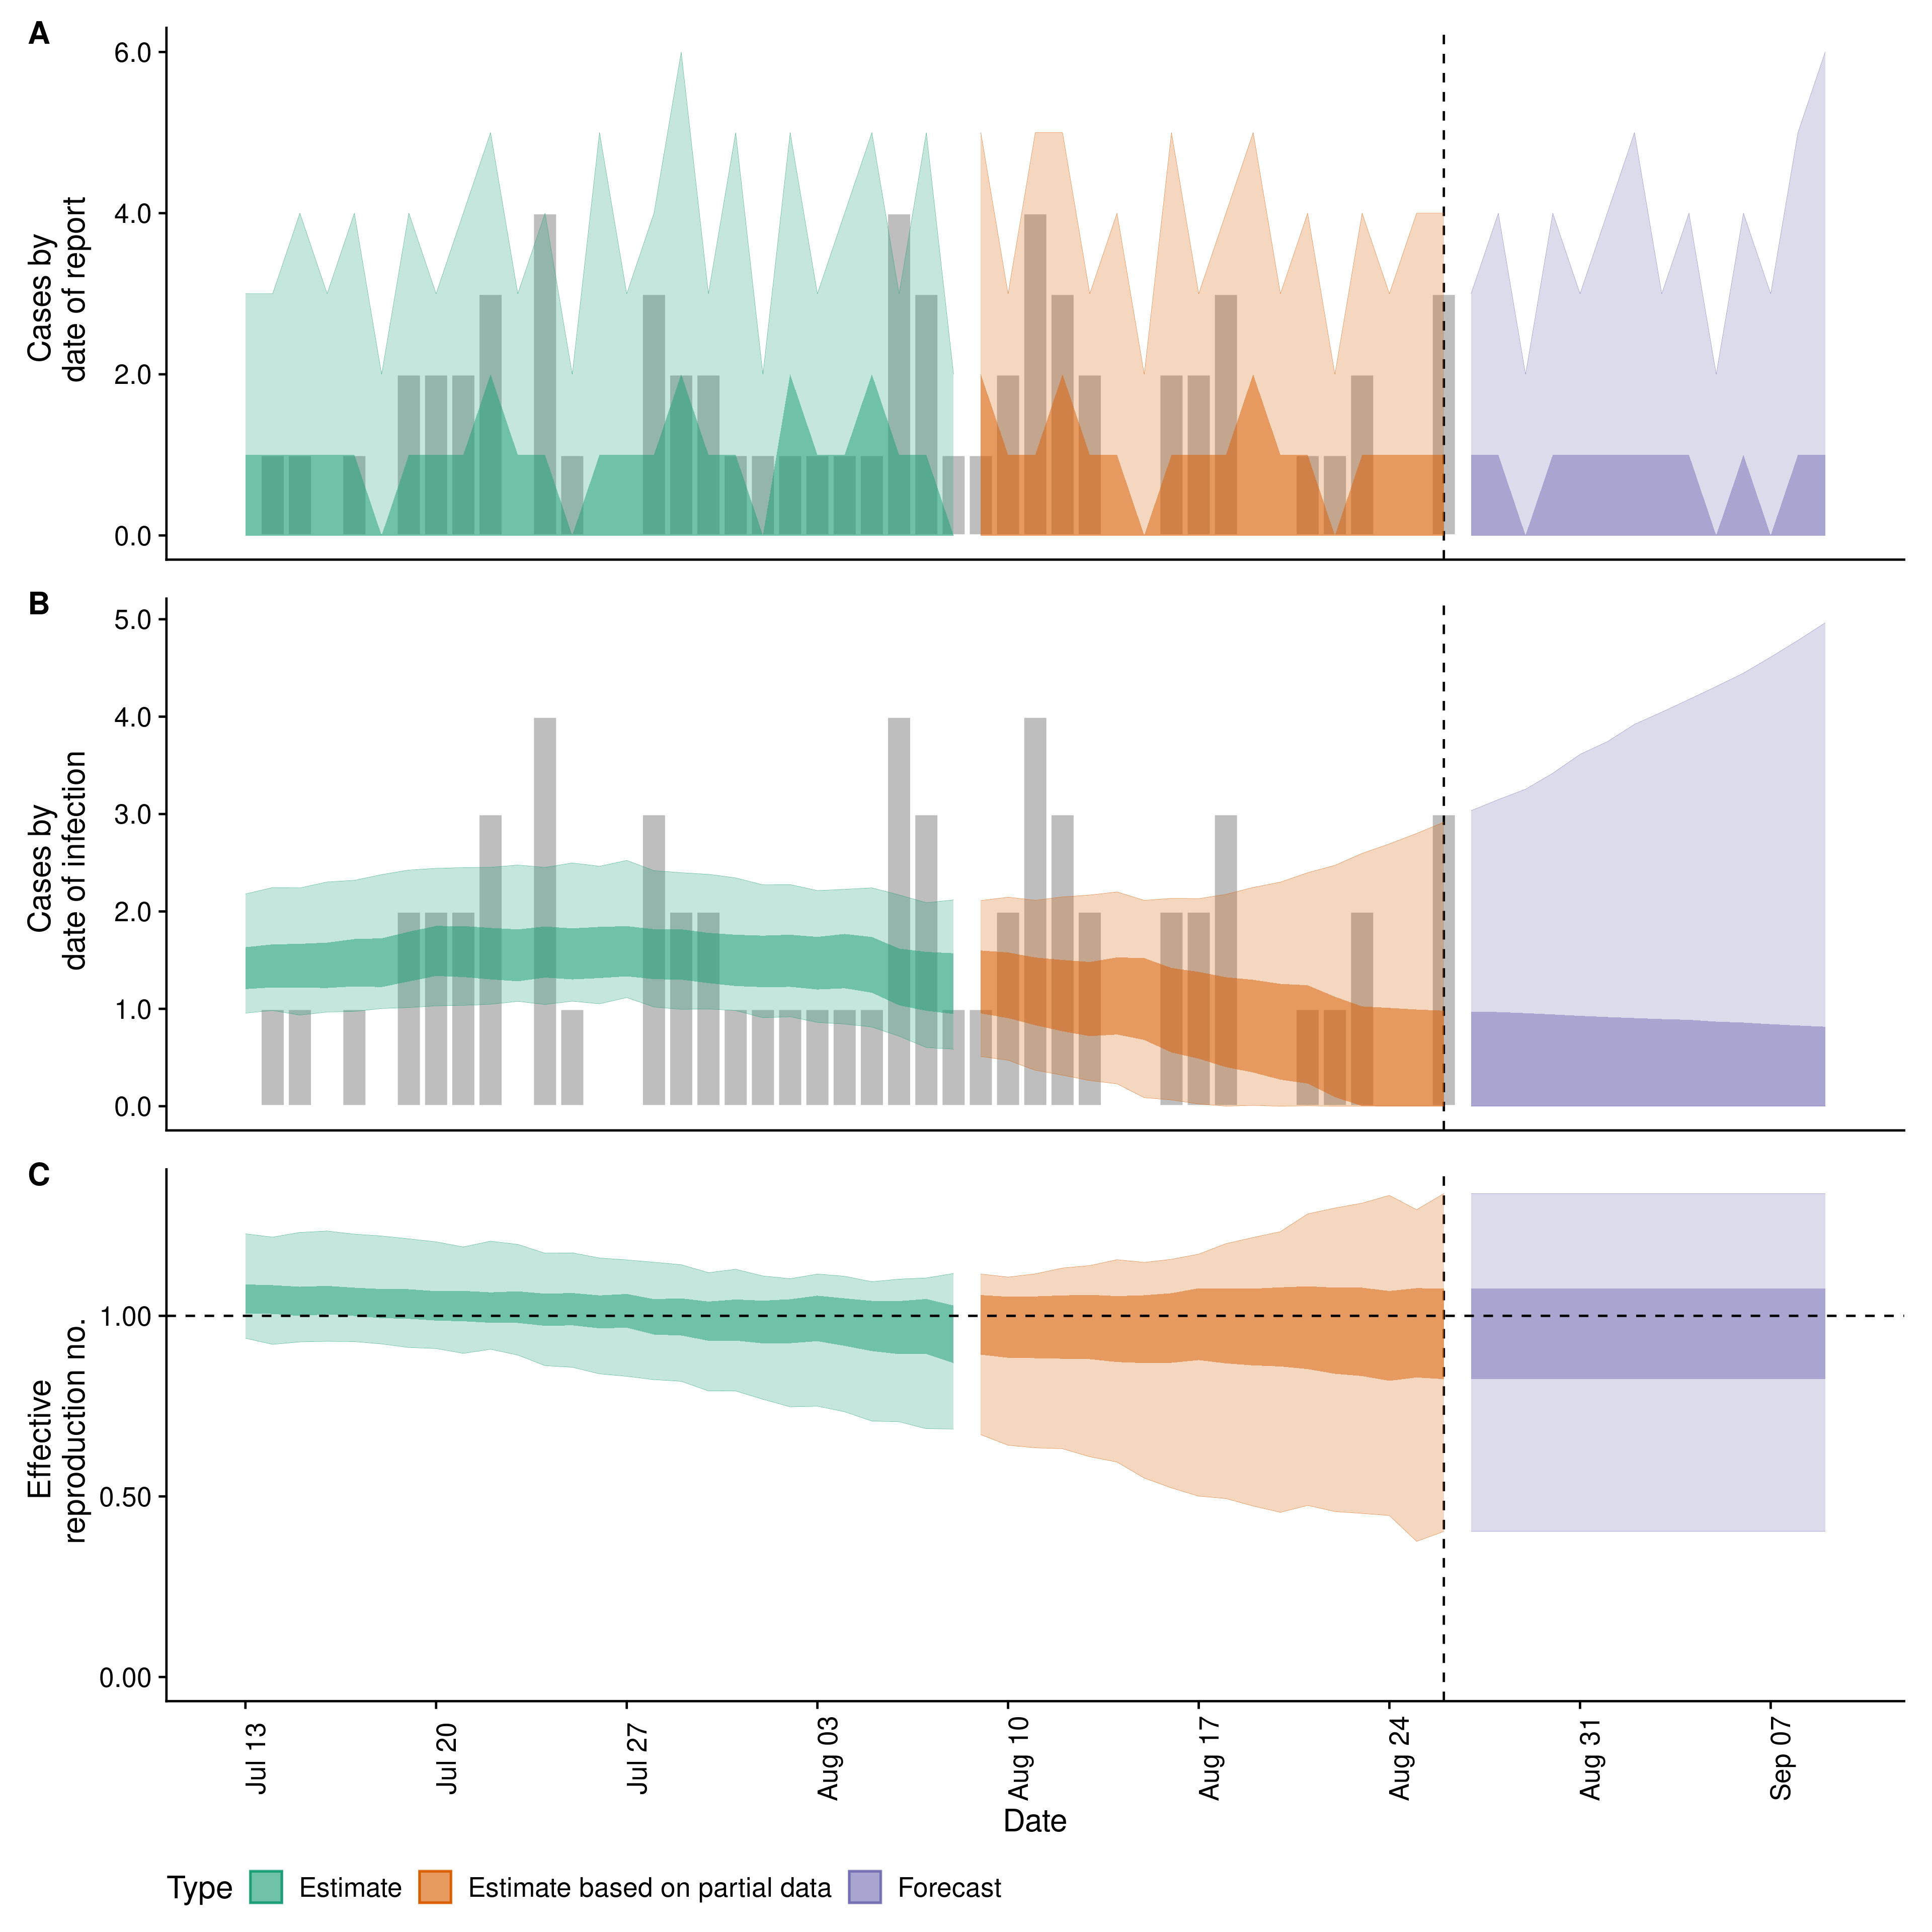 A
Cases by
date of report
6.0
4.0
2.0
0.0
B
Cases by
date of infection
5.0
4.0
3.0
2.0
1.0
0.0
C
Effective
reproduction no.
1.00
0.50
0.00
Jul 13
Jul 20
Jul 27
Aug 03
Aug 10
Aug 17
Aug 24
Aug 31
Sep 07
Date
Type
Estimate
Estimate based on partial data
Forecast